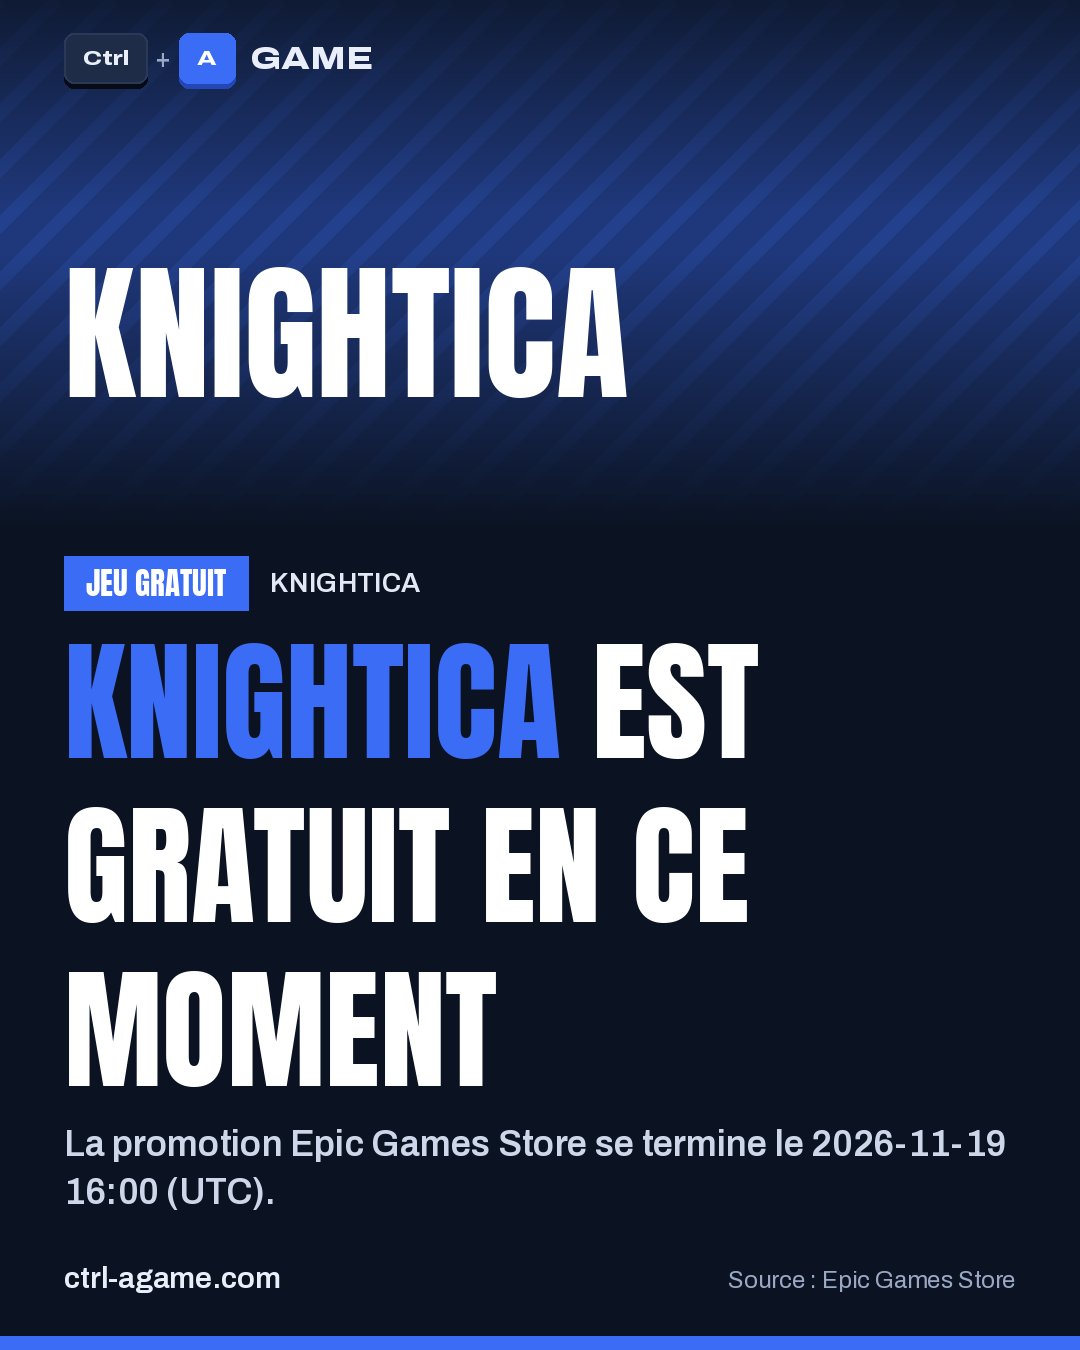 Ctrl + A GAME
KNIGHTICA
JEU GRATUIT KNIGHTICA
KNIGHTICA EST
GRATUIT EN CE
MOMENT
La promotion Epic Games Store se termine le 2026-11-19
16:00 (UTC).
ctrl-agame.com Source : Epic Games Store